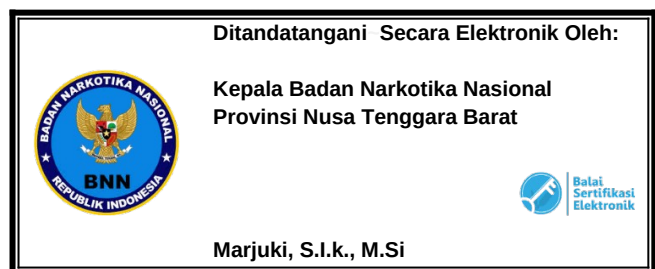 Ditandatangani Secara Elektronik Oleh:
Kepala Badan Narkotika Nasional
Provinsi Nusa Tenggara Barat
BADAN NARKOTIKA NASIONAL
BNN
REPUBLIK INDONESIA
Balai
Sertifikasi
Elektronik
Marjuki, S.I.k., M.Si